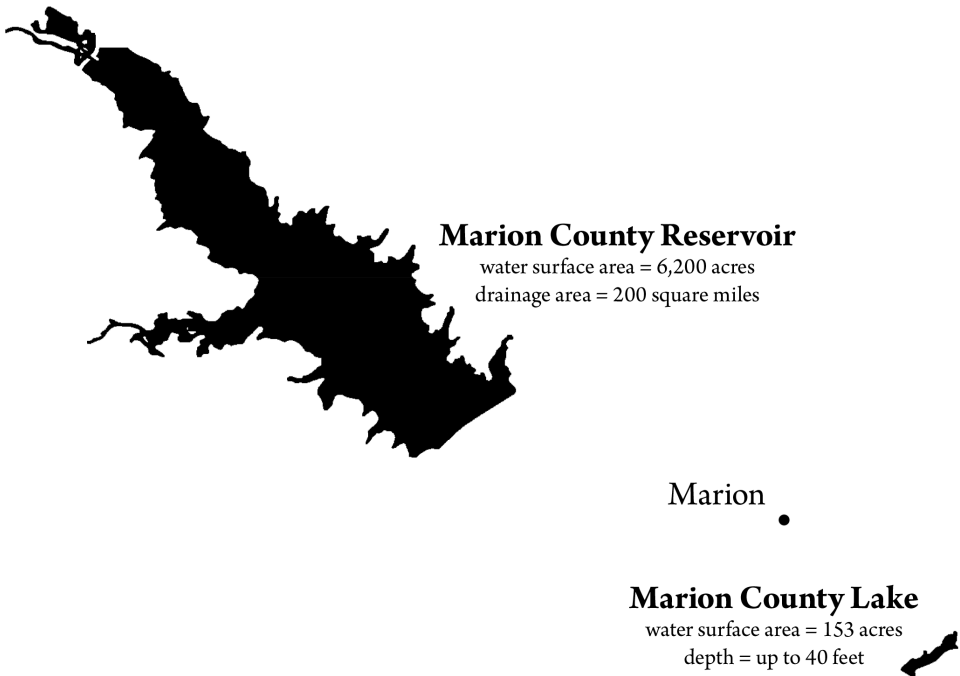 Marion County Reservoir
water surface area = 6,200 acres
drainage area = 200 square miles
Marion
Marion County Lake
water surface area = 153 acres
depth = up to 40 feet